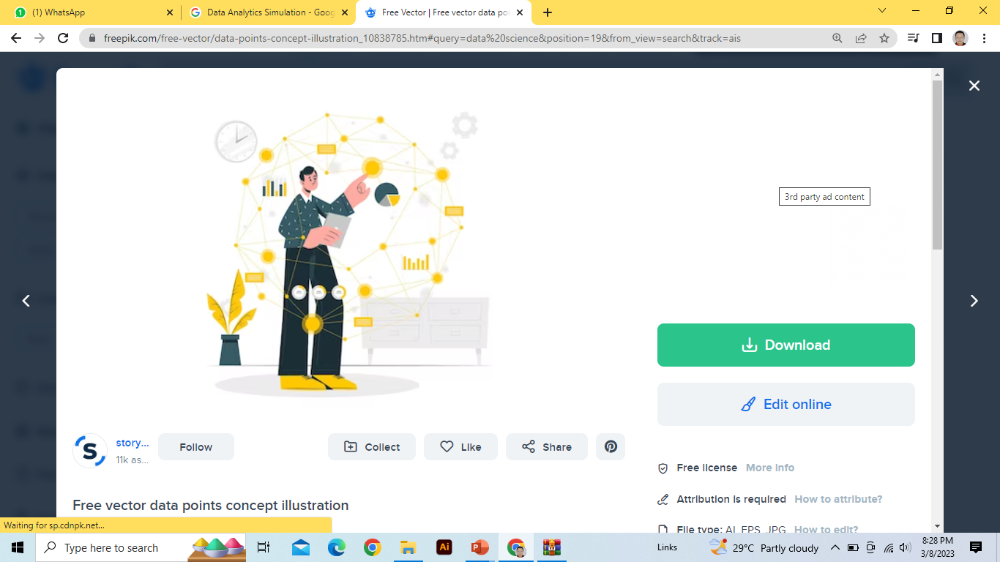 (1) WhatsApp
Data Analytics Simulation - Goog
Free Vector | Free vector data poi
freepik.com/free-vector/data-points-concept-illustration_10838785.htm#query=data%20science&position=19&from_view=search&track=ais
3rd party ad content
Download
Edit online
S
story...
11k as...
Follow
Collect
Like
Share
Free license More info
Attribution is required How to attribute?
File type: AI, EPS, JPG How to edit?
Free vector data points concept illustration
Waiting for sp.cdnpk.net...
Type here to search
Ai
Links
29°C Partly cloudy
8:28 PM
3/8/2023